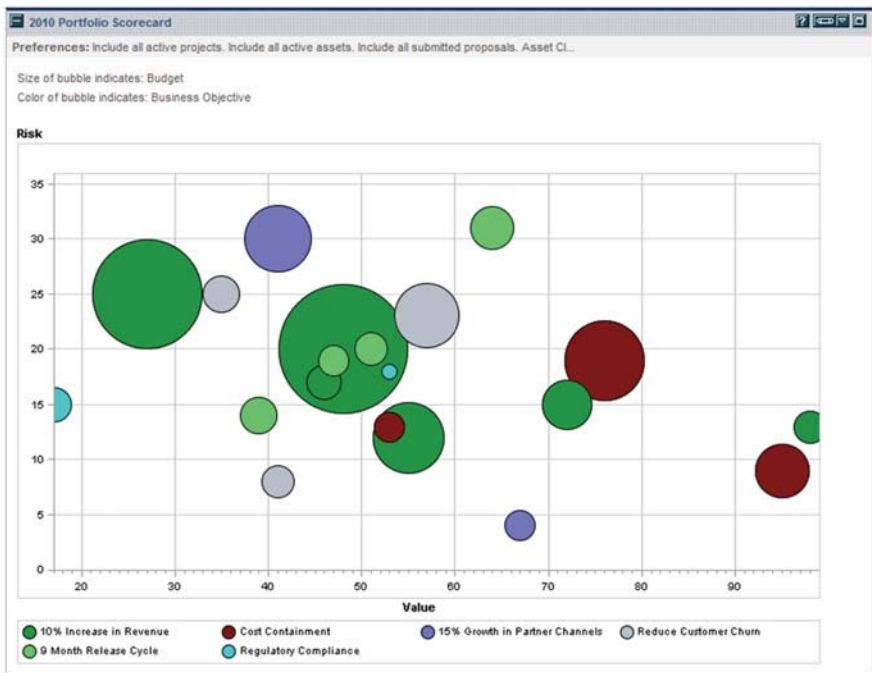 2010 Portfolio Scorecard
?
Preferences: Include all active projects. Include all active assets. Include all submitted proposals. Asset Cl...
Size of bubble indicates: Budget
Color of bubble indicates: Business Objective
Risk
35
30
25
20
15
10
5
0
20 30 40 50 60 70 80 90
Value
10% Increase in Revenue Cost Containment 15% Growth in Partner Channels Reduce Customer Churn
9 Month Release Cycle Regulatory Compliance